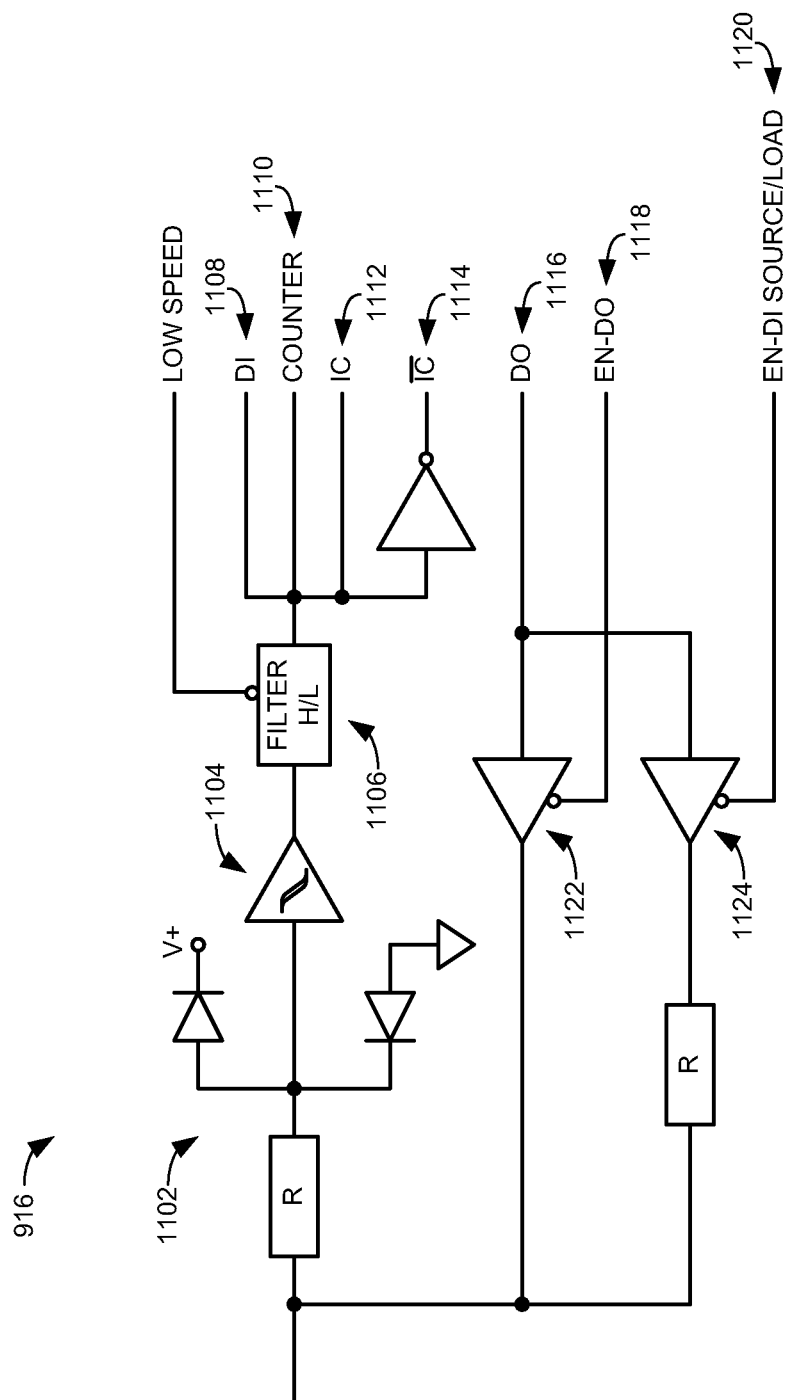 916
1102
R
V+
1104
FILTER
H/L
1106
LOW SPEED
DI
1108
COUNTER
1110
IC
1112
I̅C̅
1114
DO
1116
EN-DO
1118
EN-DI SOURCE/LOAD
1120
1122
1124
R